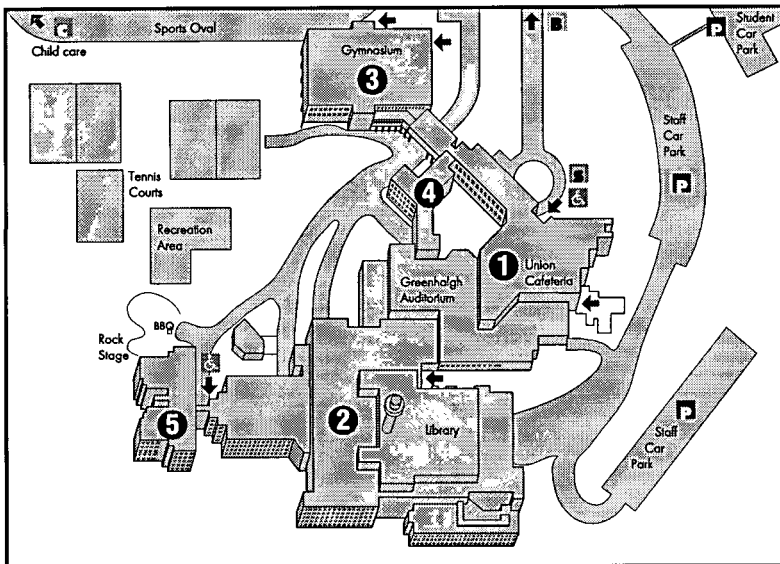 C
Child care
Sports Oval
Gymnasium
3
B
P
Student
Car
Park
Staff
Car
Park
P
S
4
Tennis
Courts
Recreation
Area
1
Union
Cafeteria
Greenhalgh
Auditorium
BBQ
Rock
Stage
5
2
Library
P
Staff
Car
Park